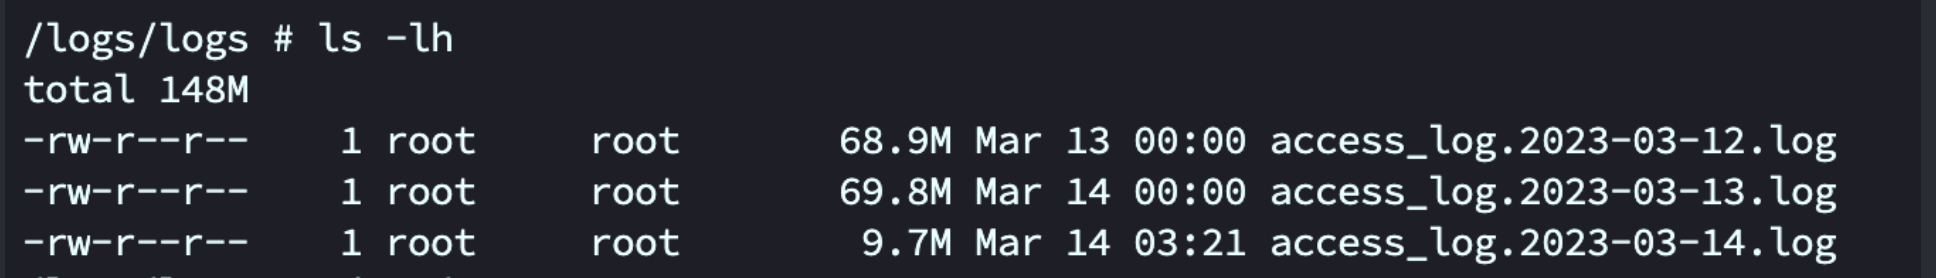 /logs/logs # ls -lh
total 148M
-rw-r--r-- 1 root root 68.9M Mar 13 00:00 access_log.2023-03-12.log
-rw-r--r-- 1 root root 69.8M Mar 14 00:00 access_log.2023-03-13.log
-rw-r--r-- 1 root root 9.7M Mar 14 03:21 access_log.2023-03-14.log